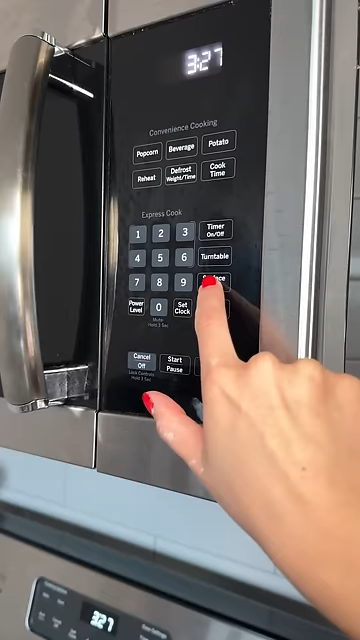 3:27
Convenience Cooking
Popcorn Beverage Potato
Reheat Defrost Weight/Time Cook Time
Express Cook
1 2 3 Timer On/Off
4 5 6 Turntable
7 8 9
Power Level 0 Set Clock
Mute
Hold 3 Sec
Cancel Off Start Pause
Lock Controls
Hold 3 Sec
3:27